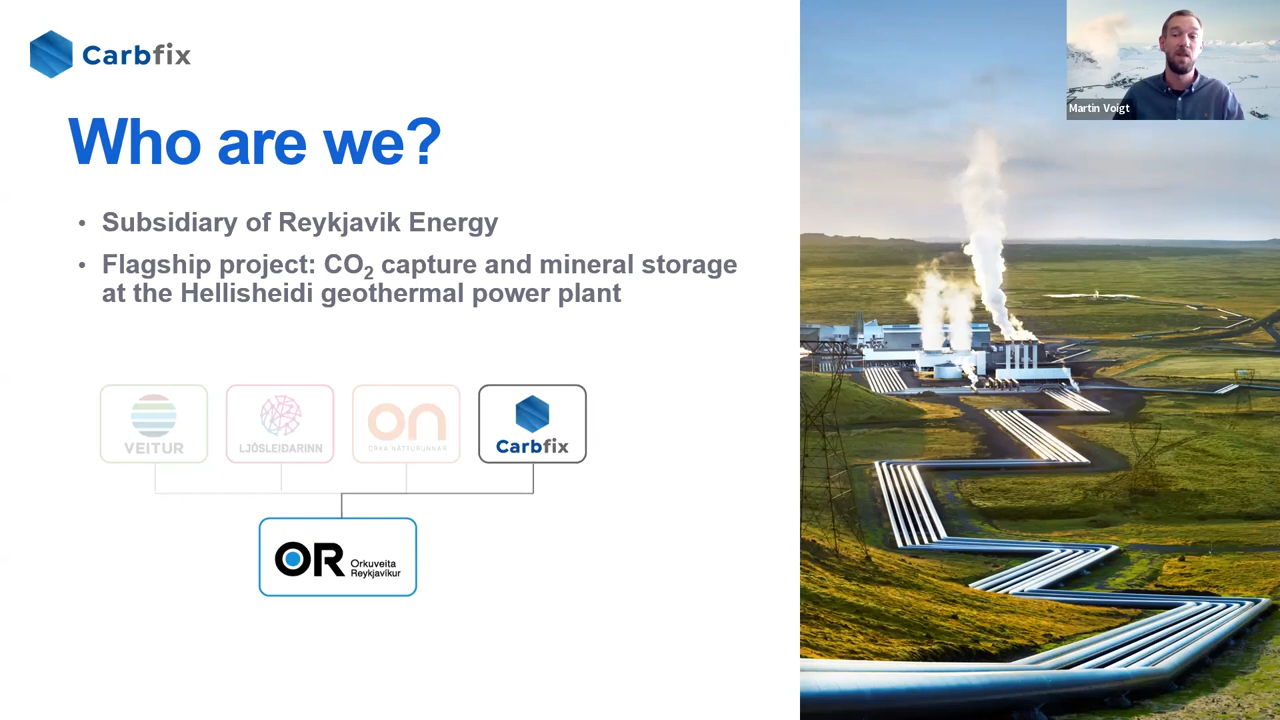 Carbfix
Who are we?
• Subsidiary of Reykjavik Energy
• Flagship project: CO₂ capture and mineral storage
at the Hellisheidi geothermal power plant
VEITUR
LJÓSLEIÐARINN
on
ORKA NÁTTÚRUNNAR
Carbfix
OR Orkuveita
Reykjavíkur
Martin Voigt